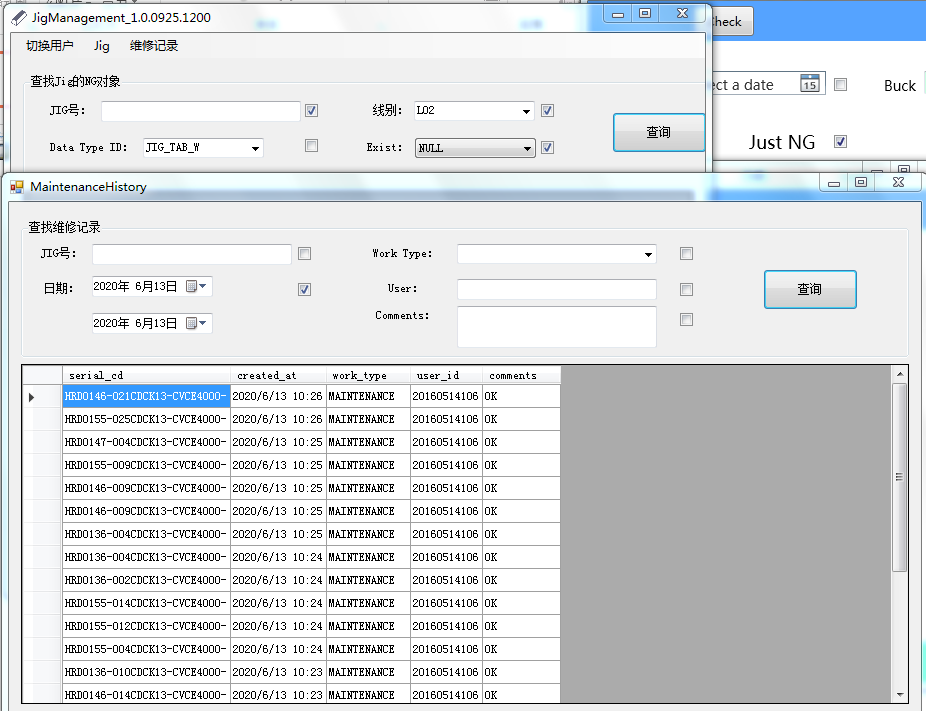 JigManagement_1.0.0925.1200
切换用户 Jig 维修记录
查找Jig的NG对象
JIG号:
线别: L02
Data Type ID: JIG_TAB_W
Exist: NULL
查询
Check
ect a date 15
Buck
Just NG
MaintenanceHistory
查找维修记录
JIG号:
Work Type:
日期: 2020年 6月13日
User:
2020年 6月13日
Comments:
查询
serial_cd created_at work_type user_id comments
HRD0146-021CDCK13-CVCE4000- 2020/6/13 10:26 MAINTENANCE 20160514106 OK
HRD0155-025CDCK13-CVCE4000- 2020/6/13 10:26 MAINTENANCE 20160514106 OK
HRD0147-004CDCK13-CVCE4000- 2020/6/13 10:25 MAINTENANCE 20160514106 OK
HRD0155-009CDCK13-CVCE4000- 2020/6/13 10:25 MAINTENANCE 20160514106 OK
HRD0146-009CDCK13-CVCE4000- 2020/6/13 10:25 MAINTENANCE 20160514106 OK
HRD0146-009CDCK13-CVCE4000- 2020/6/13 10:25 MAINTENANCE 20160514106 OK
HRD0136-004CDCK13-CVCE4000- 2020/6/13 10:25 MAINTENANCE 20160514106 OK
HRD0136-004CDCK13-CVCE4000- 2020/6/13 10:24 MAINTENANCE 20160514106 OK
HRD0136-002CDCK13-CVCE4000- 2020/6/13 10:24 MAINTENANCE 20160514106 OK
HRD0155-014CDCK13-CVCE4000- 2020/6/13 10:24 MAINTENANCE 20160514106 OK
HRD0155-012CDCK13-CVCE4000- 2020/6/13 10:24 MAINTENANCE 20160514106 OK
HRD0155-004CDCK13-CVCE4000- 2020/6/13 10:24 MAINTENANCE 20160514106 OK
HRD0136-010CDCK13-CVCE4000- 2020/6/13 10:23 MAINTENANCE 20160514106 OK
HRD0146-014CDCK13-CVCE4000- 2020/6/13 10:23 MAINTENANCE 20160514106 OK